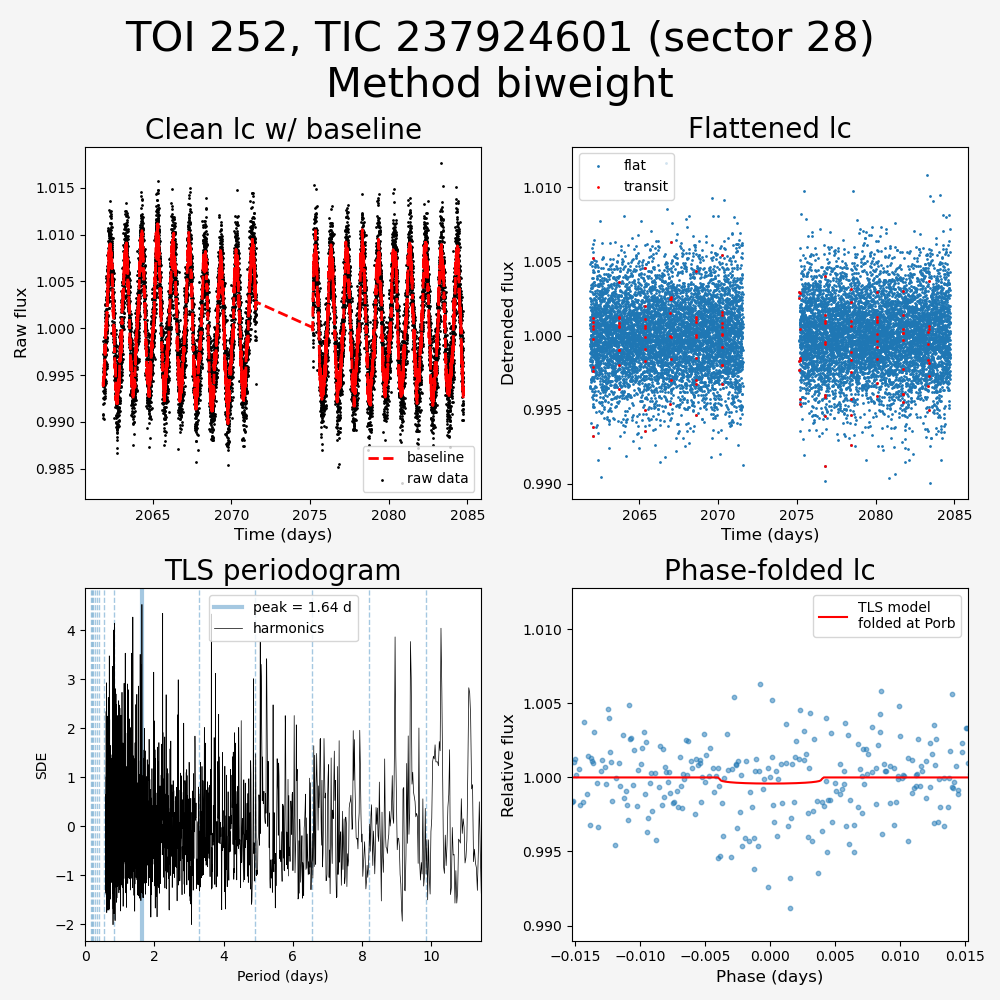 TOI 252, TIC 237924601 (sector 28)
Method biweight
Clean lc w/ baseline
Raw flux
1.015
1.010
1.005
1.000
0.995
0.990
0.985
baseline
raw data
2065
2070
2075
2080
2085
Time (days)
Flattened lc
Detrended flux
1.010
1.005
1.000
0.995
0.990
flat
transit
2065
2070
2075
2080
2085
Time (days)
TLS periodogram
SDE
4
3
2
1
0
−1
−2
peak = 1.64 d
harmonics
0
2
4
6
8
10
Period (days)
Phase-folded lc
Relative flux
1.010
1.005
1.000
0.995
0.990
TLS model
folded at Porb
−0.015
−0.010
−0.005
0.000
0.005
0.010
0.015
Phase (days)